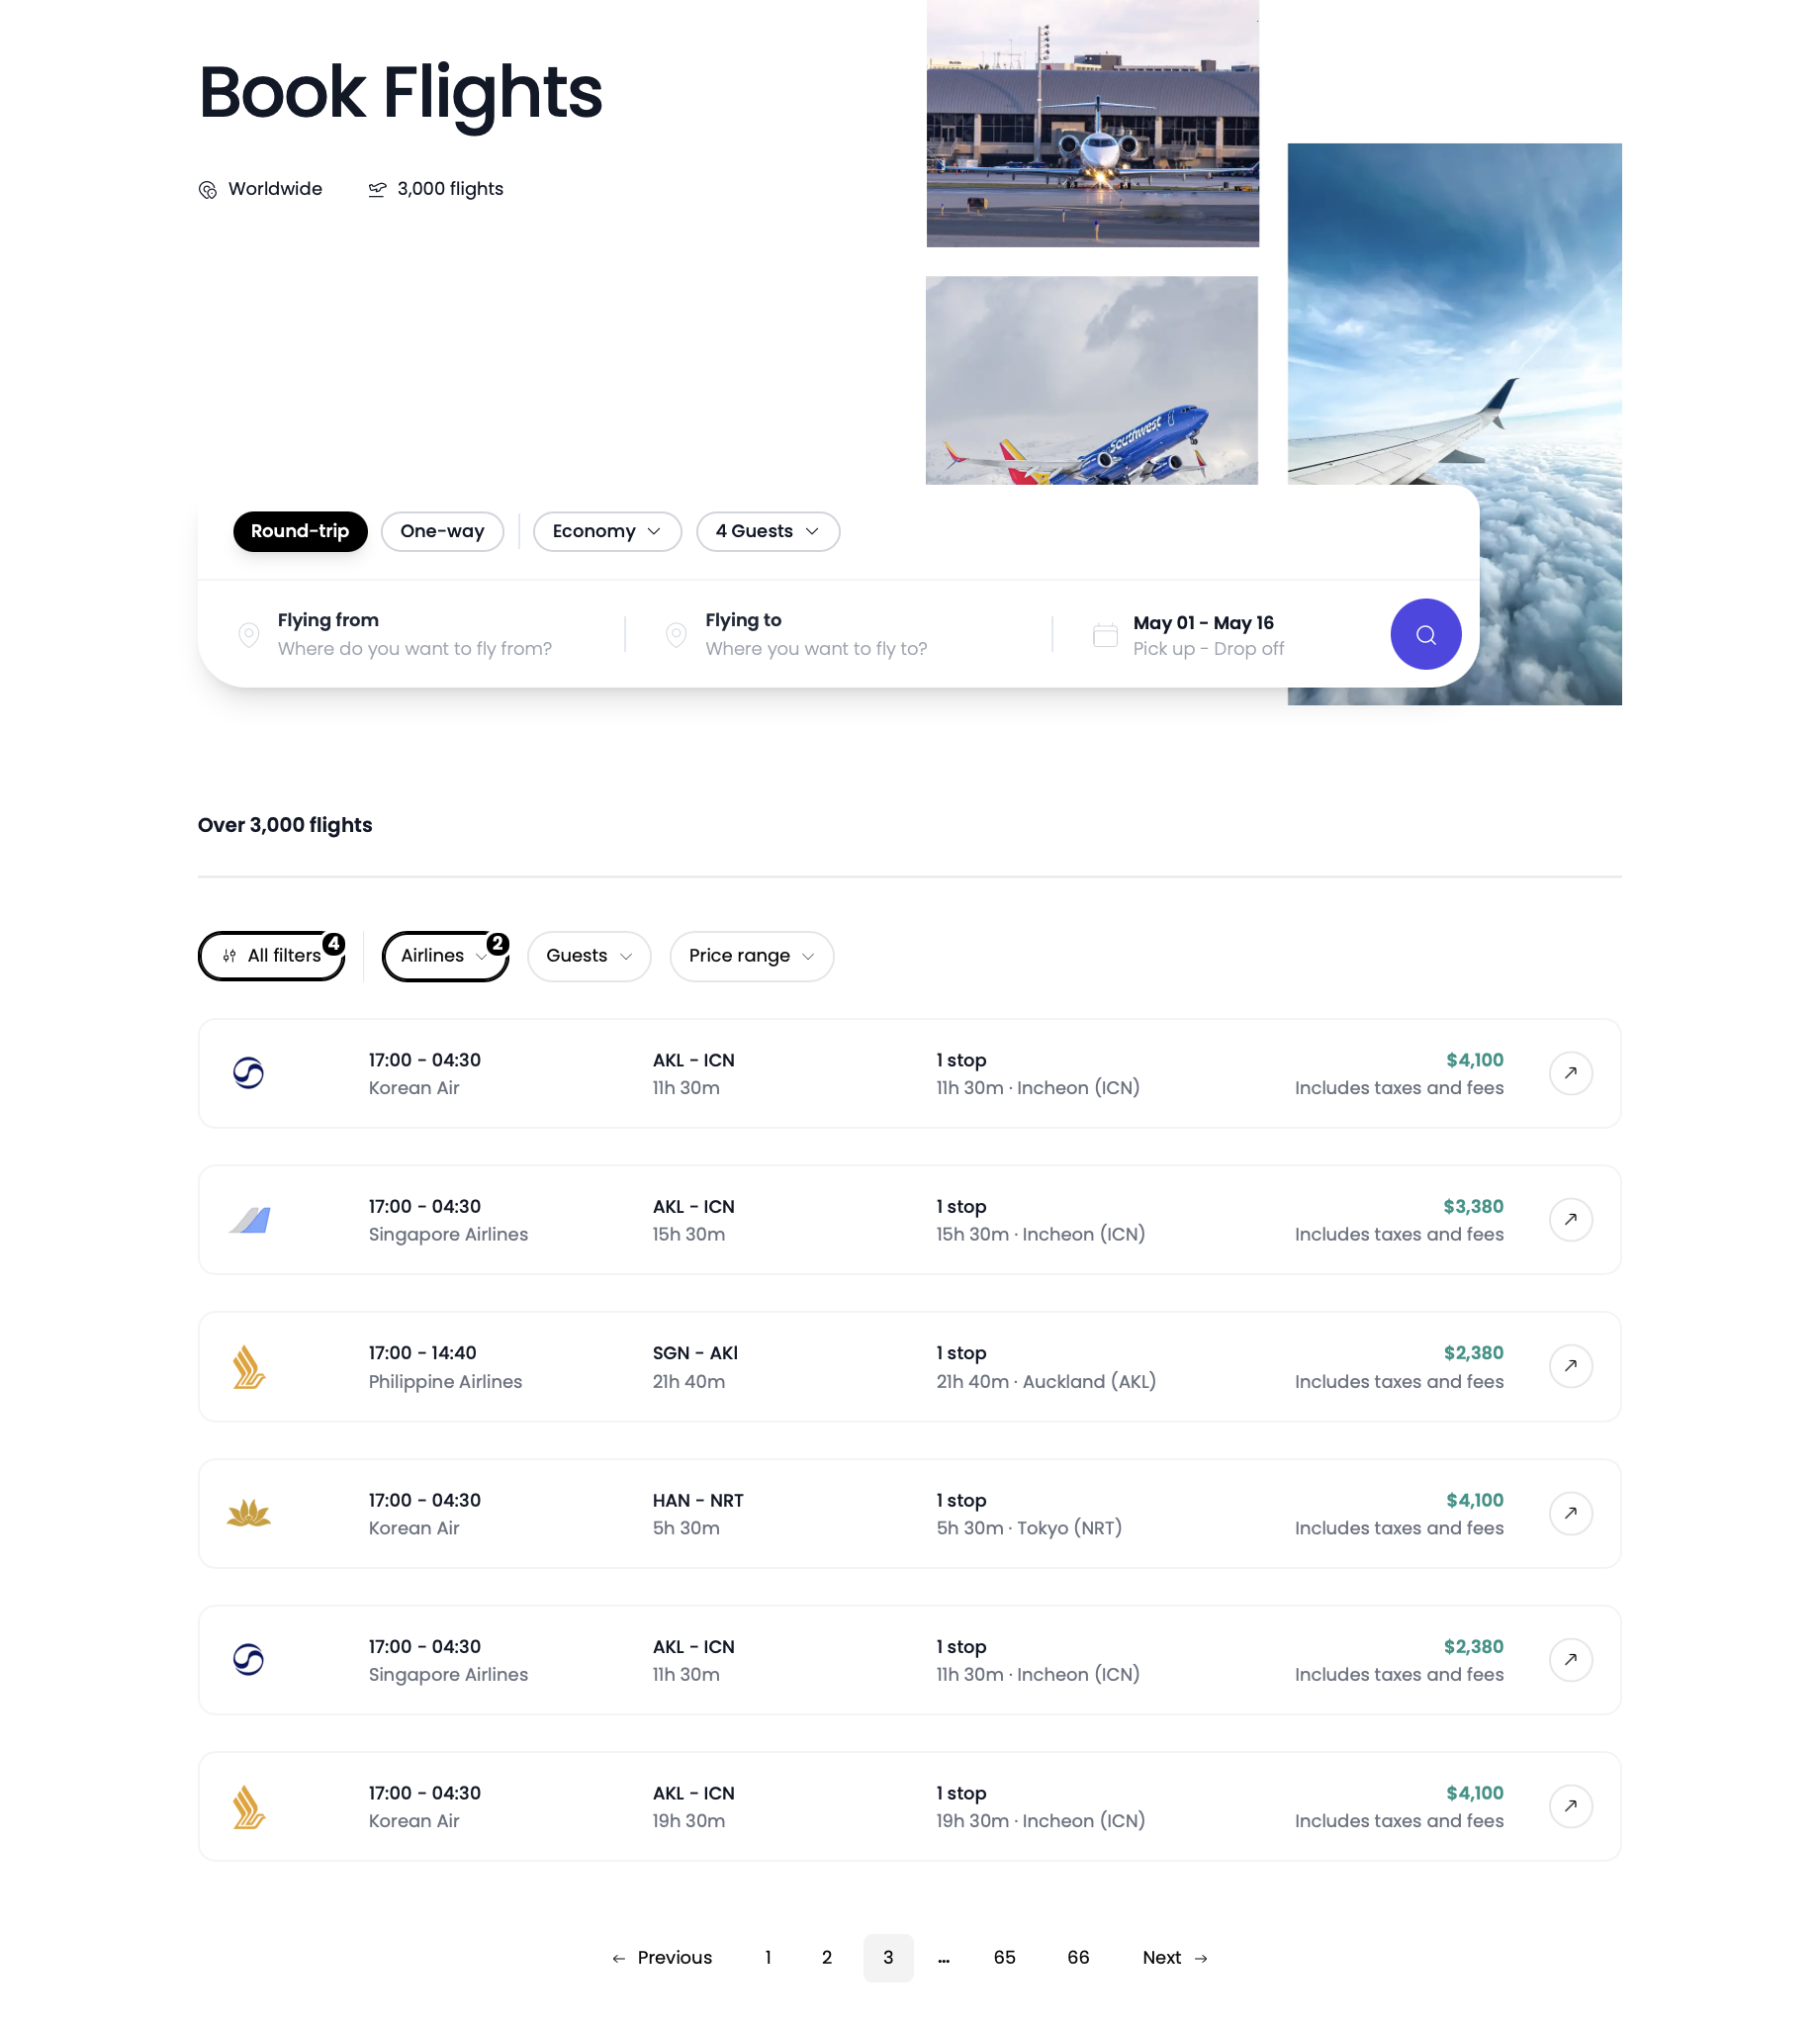 Book Flights
Worldwide
3,000 flights
Southwest
Round-trip
One-way
Economy
4 Guests
Flying from
Where do you want to fly from?
Flying to
Where you want to fly to?
May 01 - May 16
Pick up - Drop off
Over 3,000 flights
All filters
4
Airlines
2
Guests
Price range
17:00 - 04:30
Korean Air
AKL - ICN
11h 30m
1 stop
11h 30m · Incheon (ICN)
$4,100
Includes taxes and fees
17:00 - 04:30
Singapore Airlines
AKL - ICN
15h 30m
1 stop
15h 30m · Incheon (ICN)
$3,380
Includes taxes and fees
17:00 - 14:40
Philippine Airlines
SGN - AKl
21h 40m
1 stop
21h 40m · Auckland (AKL)
$2,380
Includes taxes and fees
17:00 - 04:30
Korean Air
HAN - NRT
5h 30m
1 stop
5h 30m · Tokyo (NRT)
$4,100
Includes taxes and fees
17:00 - 04:30
Singapore Airlines
AKL - ICN
11h 30m
1 stop
11h 30m · Incheon (ICN)
$2,380
Includes taxes and fees
17:00 - 04:30
Korean Air
AKL - ICN
19h 30m
1 stop
19h 30m · Incheon (ICN)
$4,100
Includes taxes and fees
← Previous 1 2 3 ... 65 66 Next →